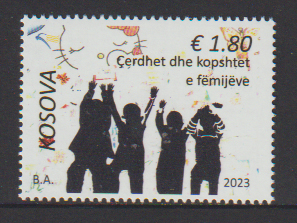 € 1.80
Çerdhet dhe kopshtet
e fëmijëve
KOSOVA
B.A.
2023